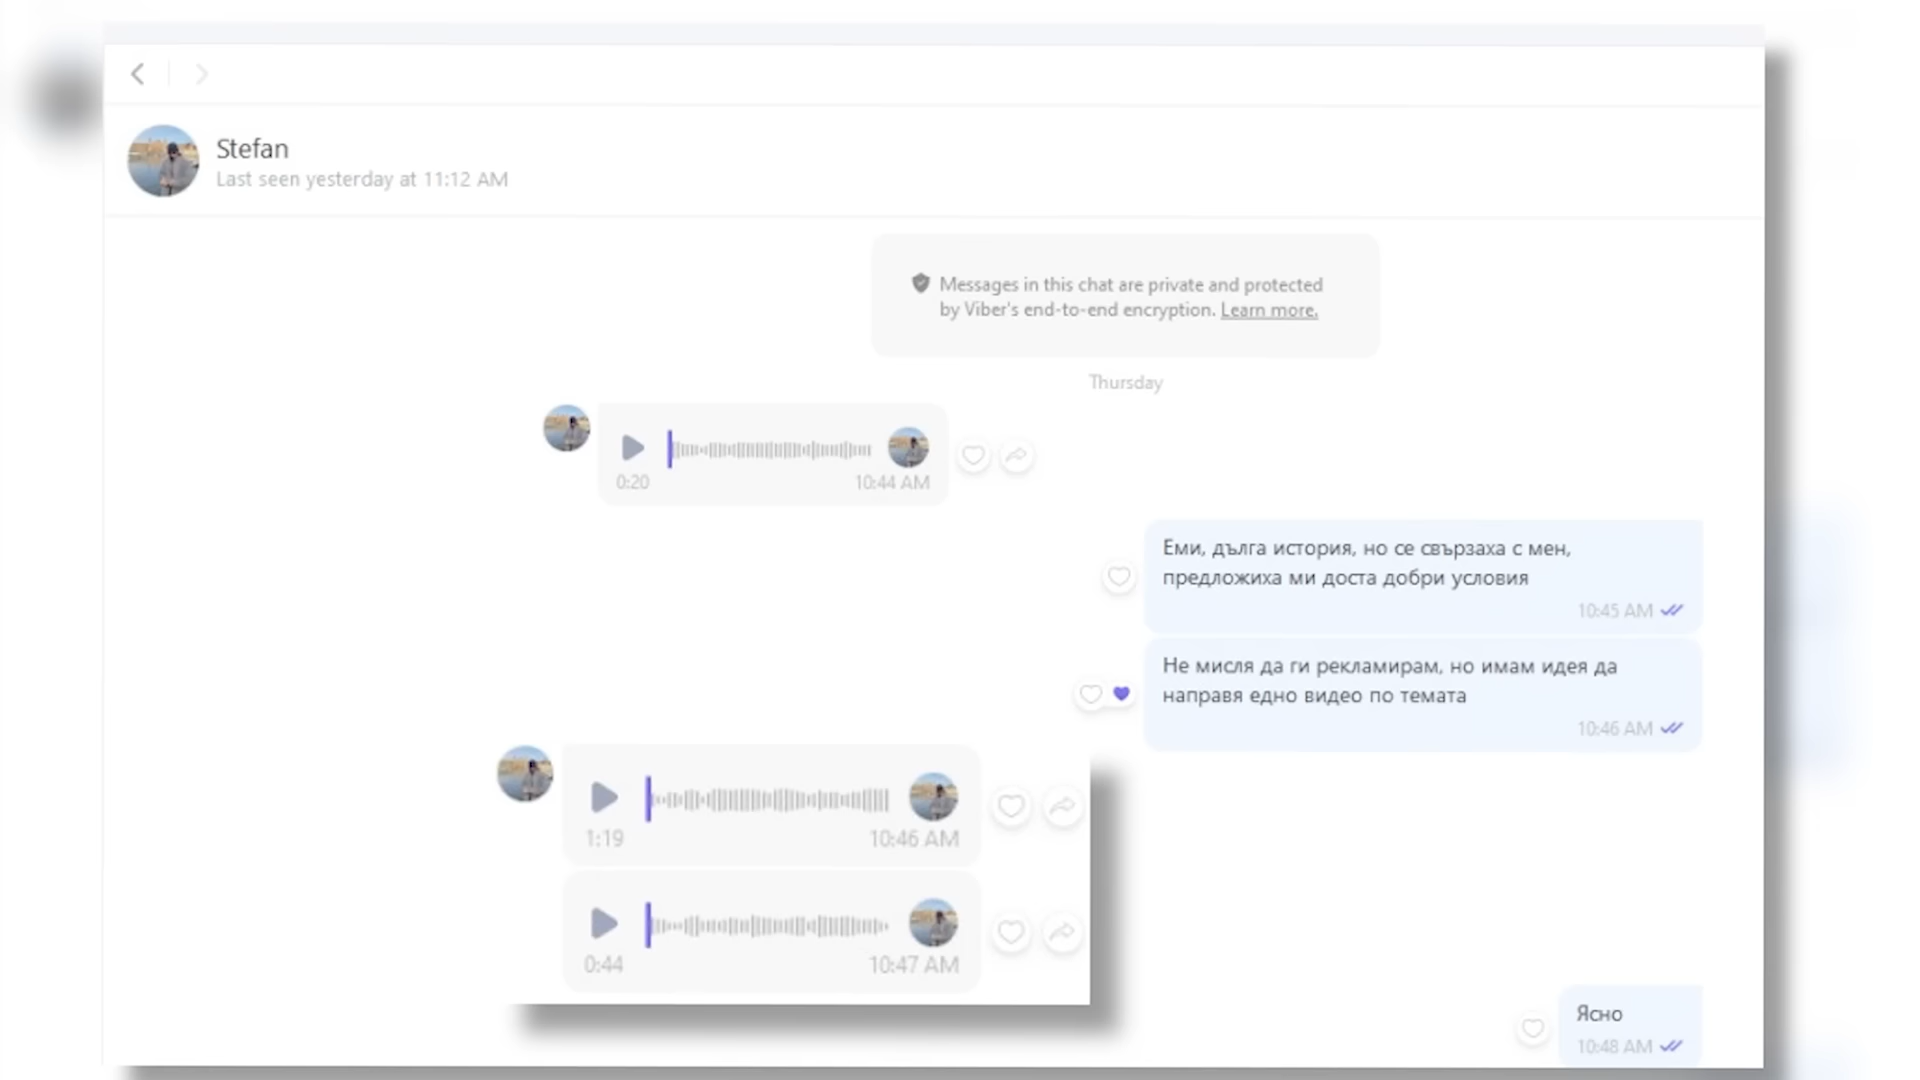 Stefan
Last seen yesterday at 11:12 AM
Messages in this chat are private and protected
by Viber's end-to-end encryption. Learn more.
Thursday
0:20
10:44 AM
Еми, дълга история, но се свързаха с мен,
предложиха ми доста добри условия
10:45 AM
Не мисля да ги рекламирам, но имам идея да
направя едно видео по темата
10:46 AM
1:19
10:46 AM
0:44
10:47 AM
Ясно
10:48 AM